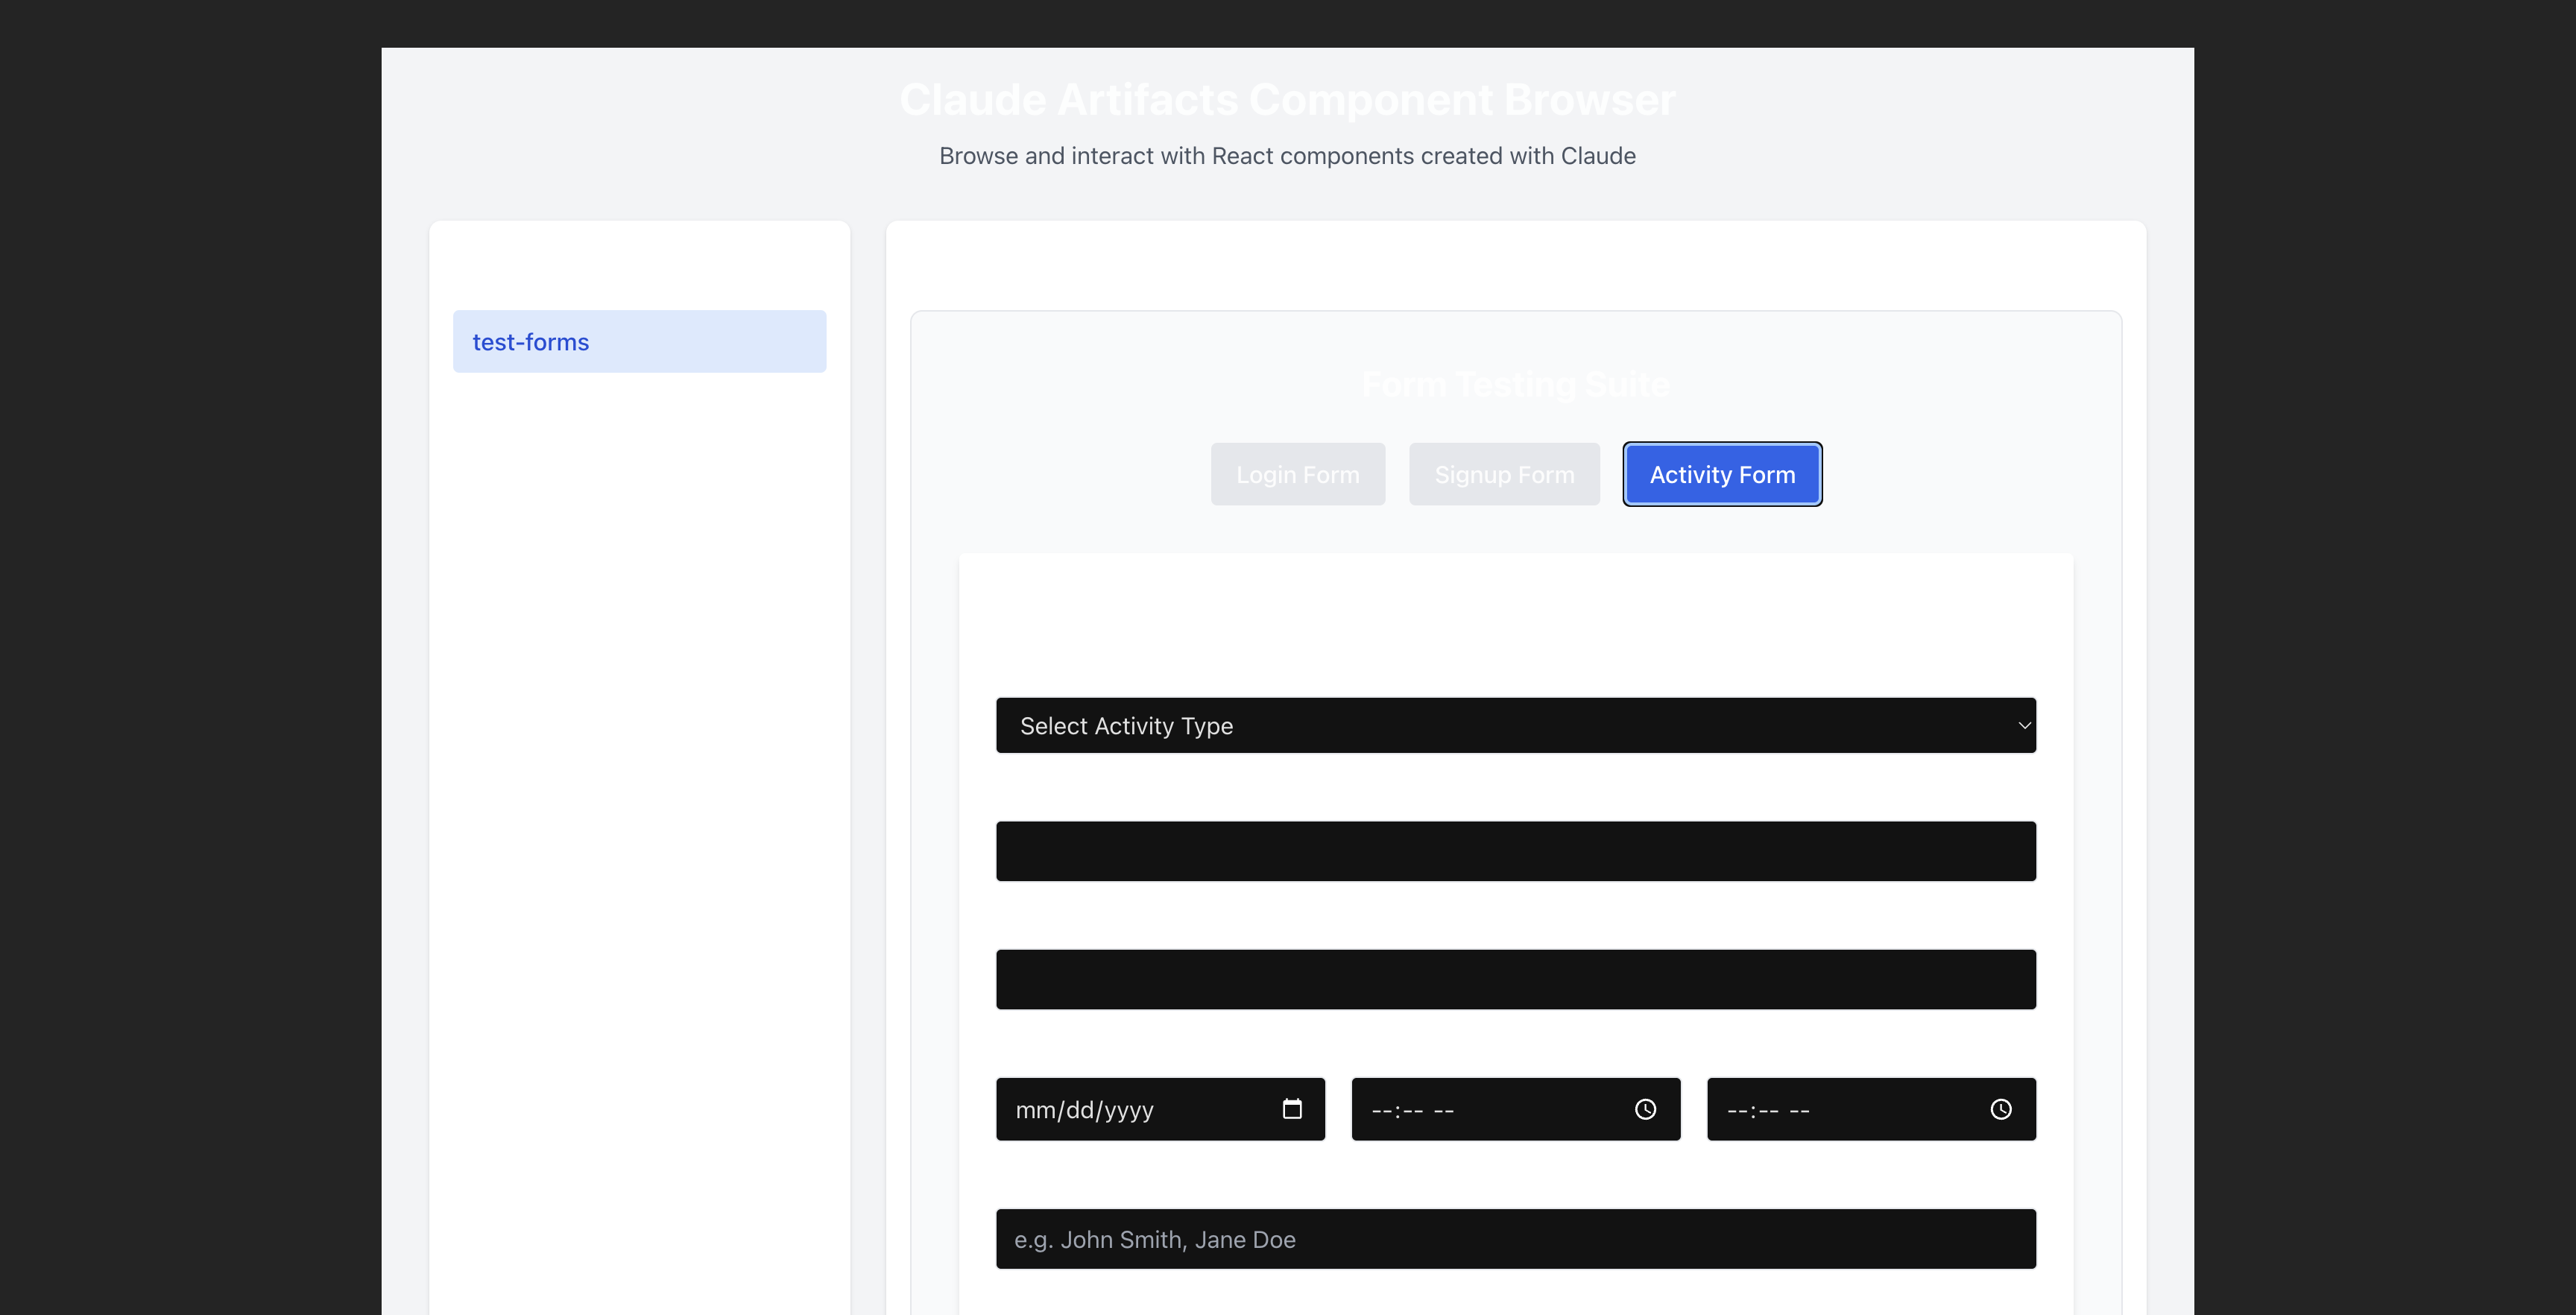 Claude Artifacts Component Browser
Browse and interact with React components created with Claude
test-forms
Form Testing Suite
Login Form Signup Form Activity Form
Select Activity Type
mm/dd/yyyy --:-- -- --:-- --
e.g. John Smith, Jane Doe